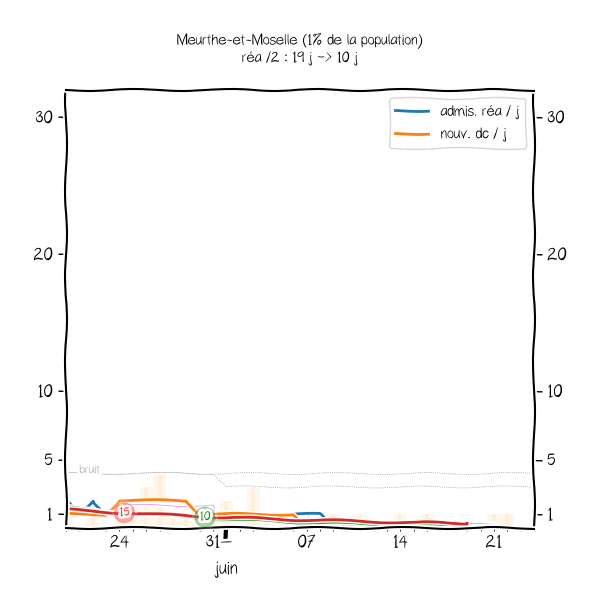 Meurthe-et-Moselle (1% de la population)
réa /2 : 19 j -> 10 j
admis. réa / j
nouv. dc / j
30
30
20
20
10
10
5
5
bruit
1
1
15
10
24
31
07
14
21
juin